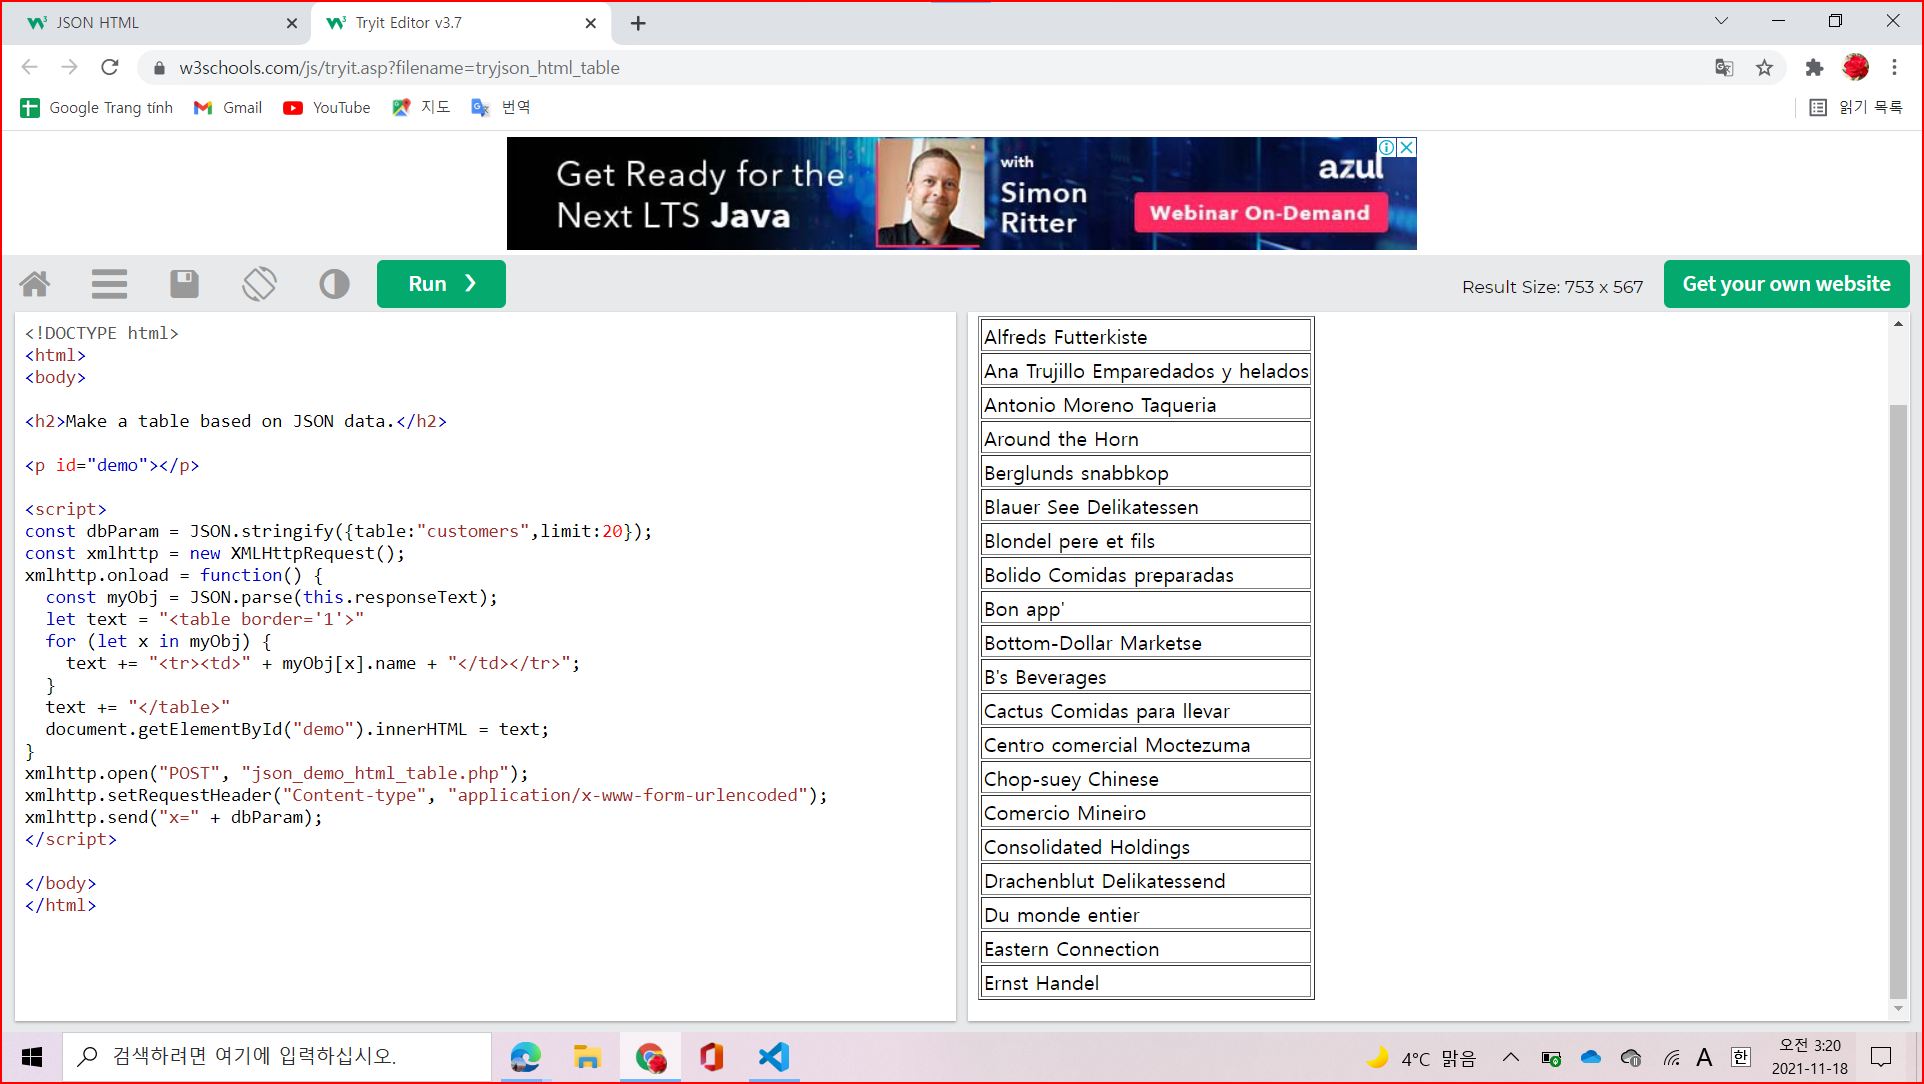 JSON HTML
Tryit Editor v3.7
w3schools.com/js/tryit.asp?filename=tryjson_html_table
Google Trang tính
Gmail
YouTube
지도
번역
읽기 목록
Get Ready for the
Next LTS Java
with
Simon
Ritter
azul
Webinar On-Demand
Run ❯
Result Size: 753 x 567
Get your own website
<!DOCTYPE html>
<html>
<body>
<h2>Make a table based on JSON data.</h2>
<p id="demo"></p>
<script>
const dbParam = JSON.stringify({table:"customers",limit:20});
const xmlhttp = new XMLHttpRequest();
xmlhttp.onload = function() {
  const myObj = JSON.parse(this.responseText);
  let text = "<table border='1'>"
  for (let x in myObj) {
    text += "<tr><td>" + myObj[x].name + "</td></tr>";
  }
  text += "</table>"
  document.getElementById("demo").innerHTML = text;
}
xmlhttp.open("POST", "json_demo_html_table.php");
xmlhttp.setRequestHeader("Content-type", "application/x-www-form-urlencoded");
xmlhttp.send("x=" + dbParam);
</script>
</body>
</html>
Alfreds Futterkiste
Ana Trujillo Emparedados y helados
Antonio Moreno Taqueria
Around the Horn
Berglunds snabbkop
Blauer See Delikatessen
Blondel pere et fils
Bolido Comidas preparadas
Bon app'
Bottom-Dollar Marketse
B's Beverages
Cactus Comidas para llevar
Centro comercial Moctezuma
Chop-suey Chinese
Comercio Mineiro
Consolidated Holdings
Drachenblut Delikatessend
Du monde entier
Eastern Connection
Ernst Handel
검색하려면 여기에 입력하십시오.
4°C 맑음
A
한
오전 3:20
2021-11-18